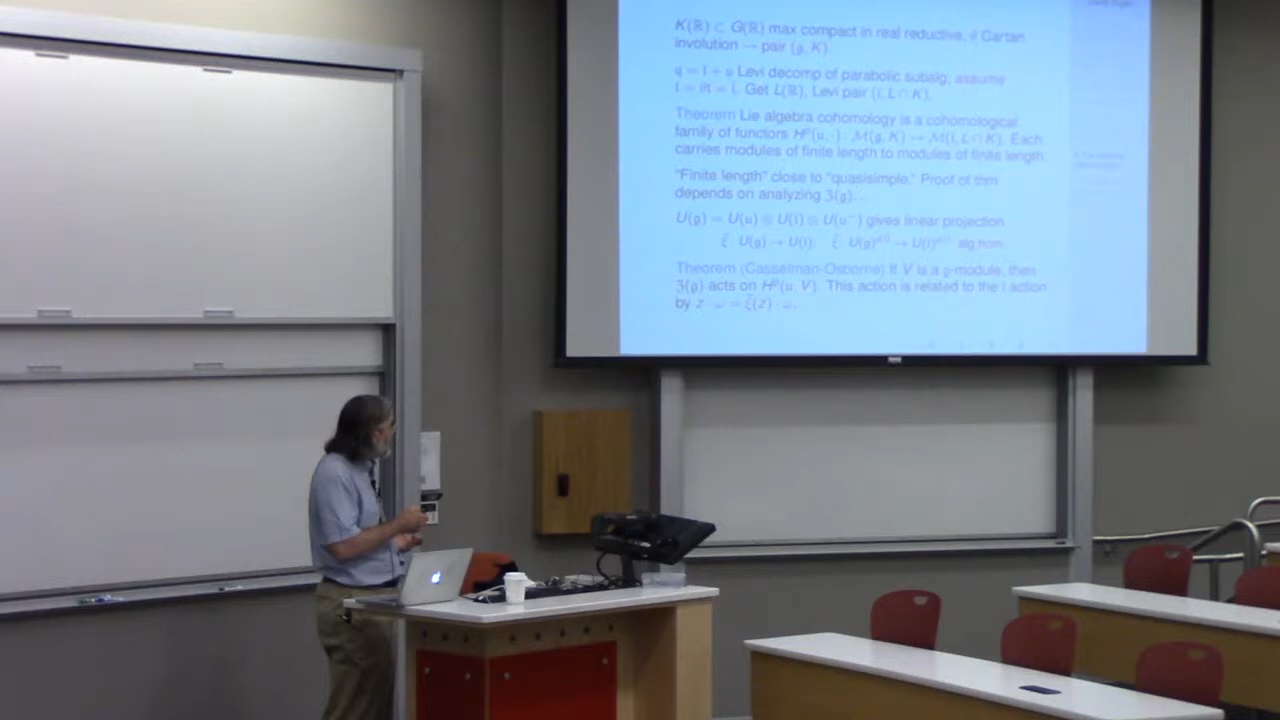 K(ℝ) ⊂ G(ℝ) max compact in real reductive, θ Cartan
involution → pair (𝔤, K).
𝔮 = 𝔩 + 𝔲 Levi decomp of parabolic subalg, assume
Get L(ℝ), Levi pair (𝔩, L ∩ K).
Theorem Lie algebra cohomology is a cohomological
family of functors Hᵖ(𝔲, ·): ℳ(𝔤, K) → ℳ(𝔩, L ∩ K). Each
carries modules of finite length to modules of finite length.
"Finite length" close to "quasisimple." Proof of thm
depends on analyzing ℨ(𝔤)...
U(𝔤) = U(𝔲) ⊗ U(𝔩) ⊗ U(𝔲⁻) gives linear projection
ξ̃: U(𝔤) → U(𝔩), ξ̃: U(𝔤) → U(𝔩) alg hom
Theorem (Casselman-Osborne) If V is a 𝔤-module, then
ℨ(𝔤) acts on Hᵖ(𝔲, V). This action is related to the 𝔩 action
by z · ω = ξ̃(z) · ω.